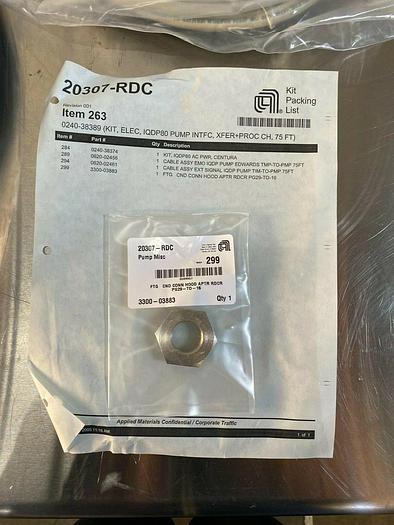 20307-RDC
Kit
Packing
List
Revision 001
Item 263
0240-38389 (KIT, ELEC, IQDP80 PUMP INTFC, XFER+PROC CH, 75 FT)
Item # Part # Qty Description
284 0240-38374 1 KIT, IQDP80 AC PWR, CENTURA
289 0620-02456 1 CABLE ASSY EMO IQDP PUMP EDWARDS TMP-TO-PMP 75FT
294 0620-02461 1 CABLE ASSY EXT SIGNAL IQDP PUMP TIM-TO-PMP 75FT
299 3300-03883 1 FTG CND CONN HOOD APTR RDCR PG29-TO-16
20307-RDC
Pump Misc
299
FTG CND CONN HOOD APTR RDCR
PG29-TO-16
3300-03883 Qty 1
Applied Materials Confidential / Corporate Traffic
1 of 1